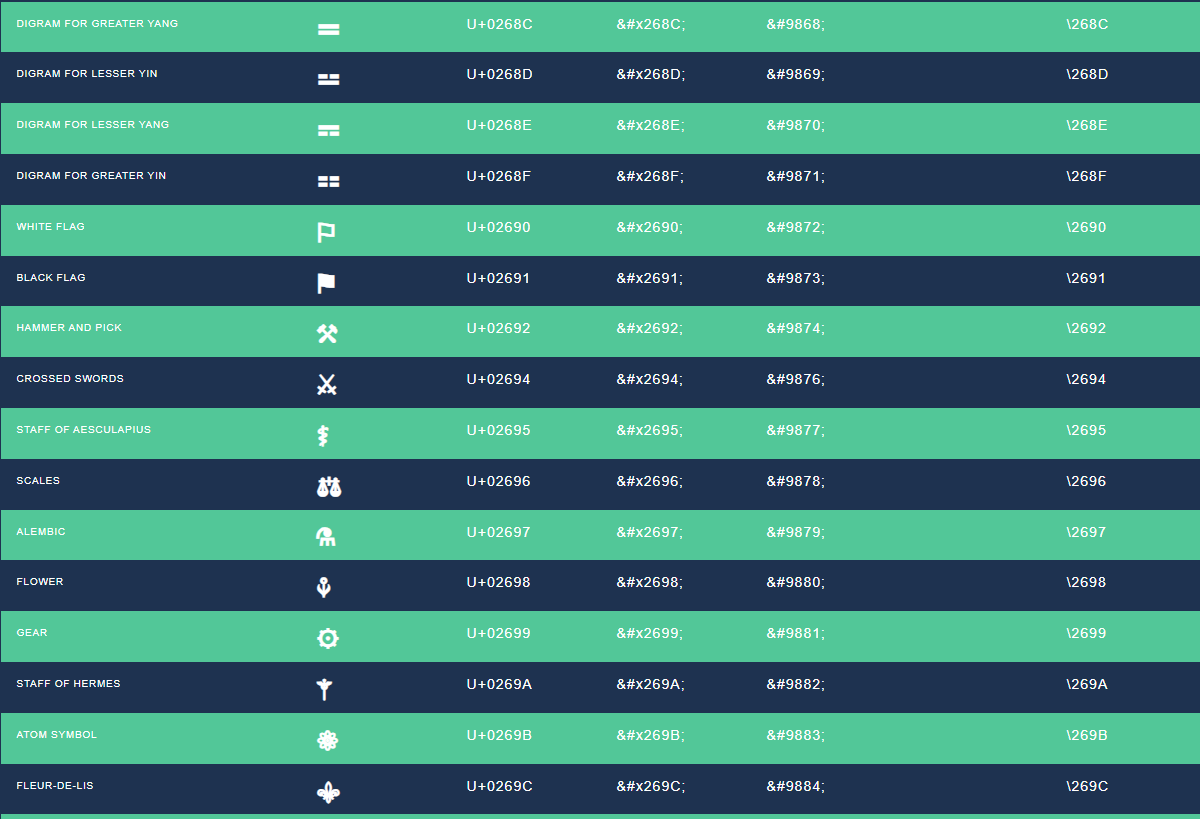 DIGRAM FOR GREATER YANG ⚌ U+0268C &#x268C; &#9868; \268C
DIGRAM FOR LESSER YIN ⚍ U+0268D &#x268D; &#9869; \268D
DIGRAM FOR LESSER YANG ⚎ U+0268E &#x268E; &#9870; \268E
DIGRAM FOR GREATER YIN ⚏ U+0268F &#x268F; &#9871; \268F
WHITE FLAG ⚐ U+02690 &#x2690; &#9872; \2690
BLACK FLAG ⚑ U+02691 &#x2691; &#9873; \2691
HAMMER AND PICK ⚒ U+02692 &#x2692; &#9874; \2692
CROSSED SWORDS ⚔ U+02694 &#x2694; &#9876; \2694
STAFF OF AESCULAPIUS ⚕ U+02695 &#x2695; &#9877; \2695
SCALES ⚖ U+02696 &#x2696; &#9878; \2696
ALEMBIC ⚗ U+02697 &#x2697; &#9879; \2697
FLOWER ⚘ U+02698 &#x2698; &#9880; \2698
GEAR ⚙ U+02699 &#x2699; &#9881; \2699
STAFF OF HERMES ⚚ U+0269A &#x269A; &#9882; \269A
ATOM SYMBOL ⚛ U+0269B &#x269B; &#9883; \269B
FLEUR-DE-LIS ⚜ U+0269C &#x269C; &#9884; \269C